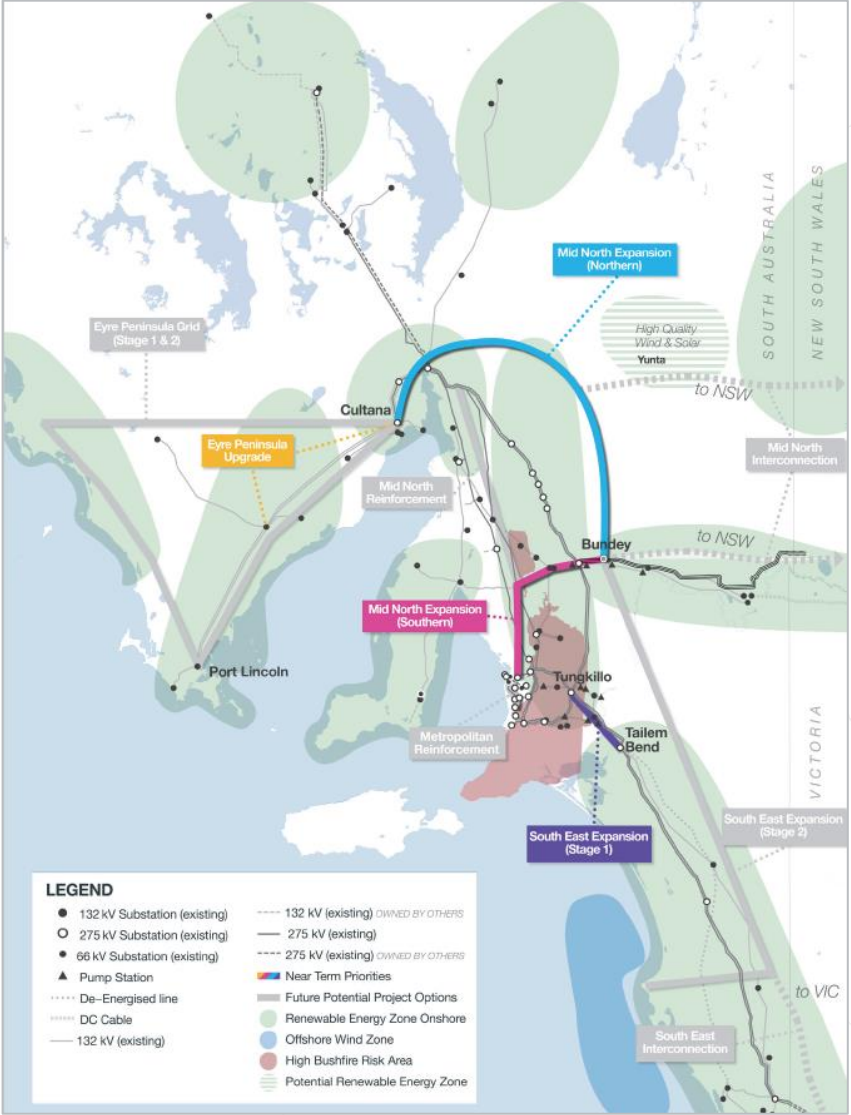 SOUTH AUSTRALIA
NEW SOUTH WALES
Mid North Expansion
(Northern)
Eyre Peninsula Grid
(Stage 1 & 2)
High Quality
Wind & Solar
Yunta
to NSW
Cultana
Eyre Peninsula
Upgrade
Mid North
Interconnection
Mid North
Reinforcement
to NSW
Bundey
Mid North Expansion
(Southern)
Port Lincoln
Tungkillo
Metropolitan
Reinforcement
Tailem
Bend
VICTORIA
South East Expansion
(Stage 1)
South East Expansion
(Stage 2)
to VIC
South East
Interconnection
LEGEND
132 kV Substation (existing)
275 kV Substation (existing)
66 kV Substation (existing)
Pump Station
De-Energised line
DC Cable
132 kV (existing)
132 kV (existing) OWNED BY OTHERS
275 kV (existing)
275 kV (existing) OWNED BY OTHERS
Near Term Priorities
Future Potential Project Options
Renewable Energy Zone Onshore
Offshore Wind Zone
High Bushfire Risk Area
Potential Renewable Energy Zone